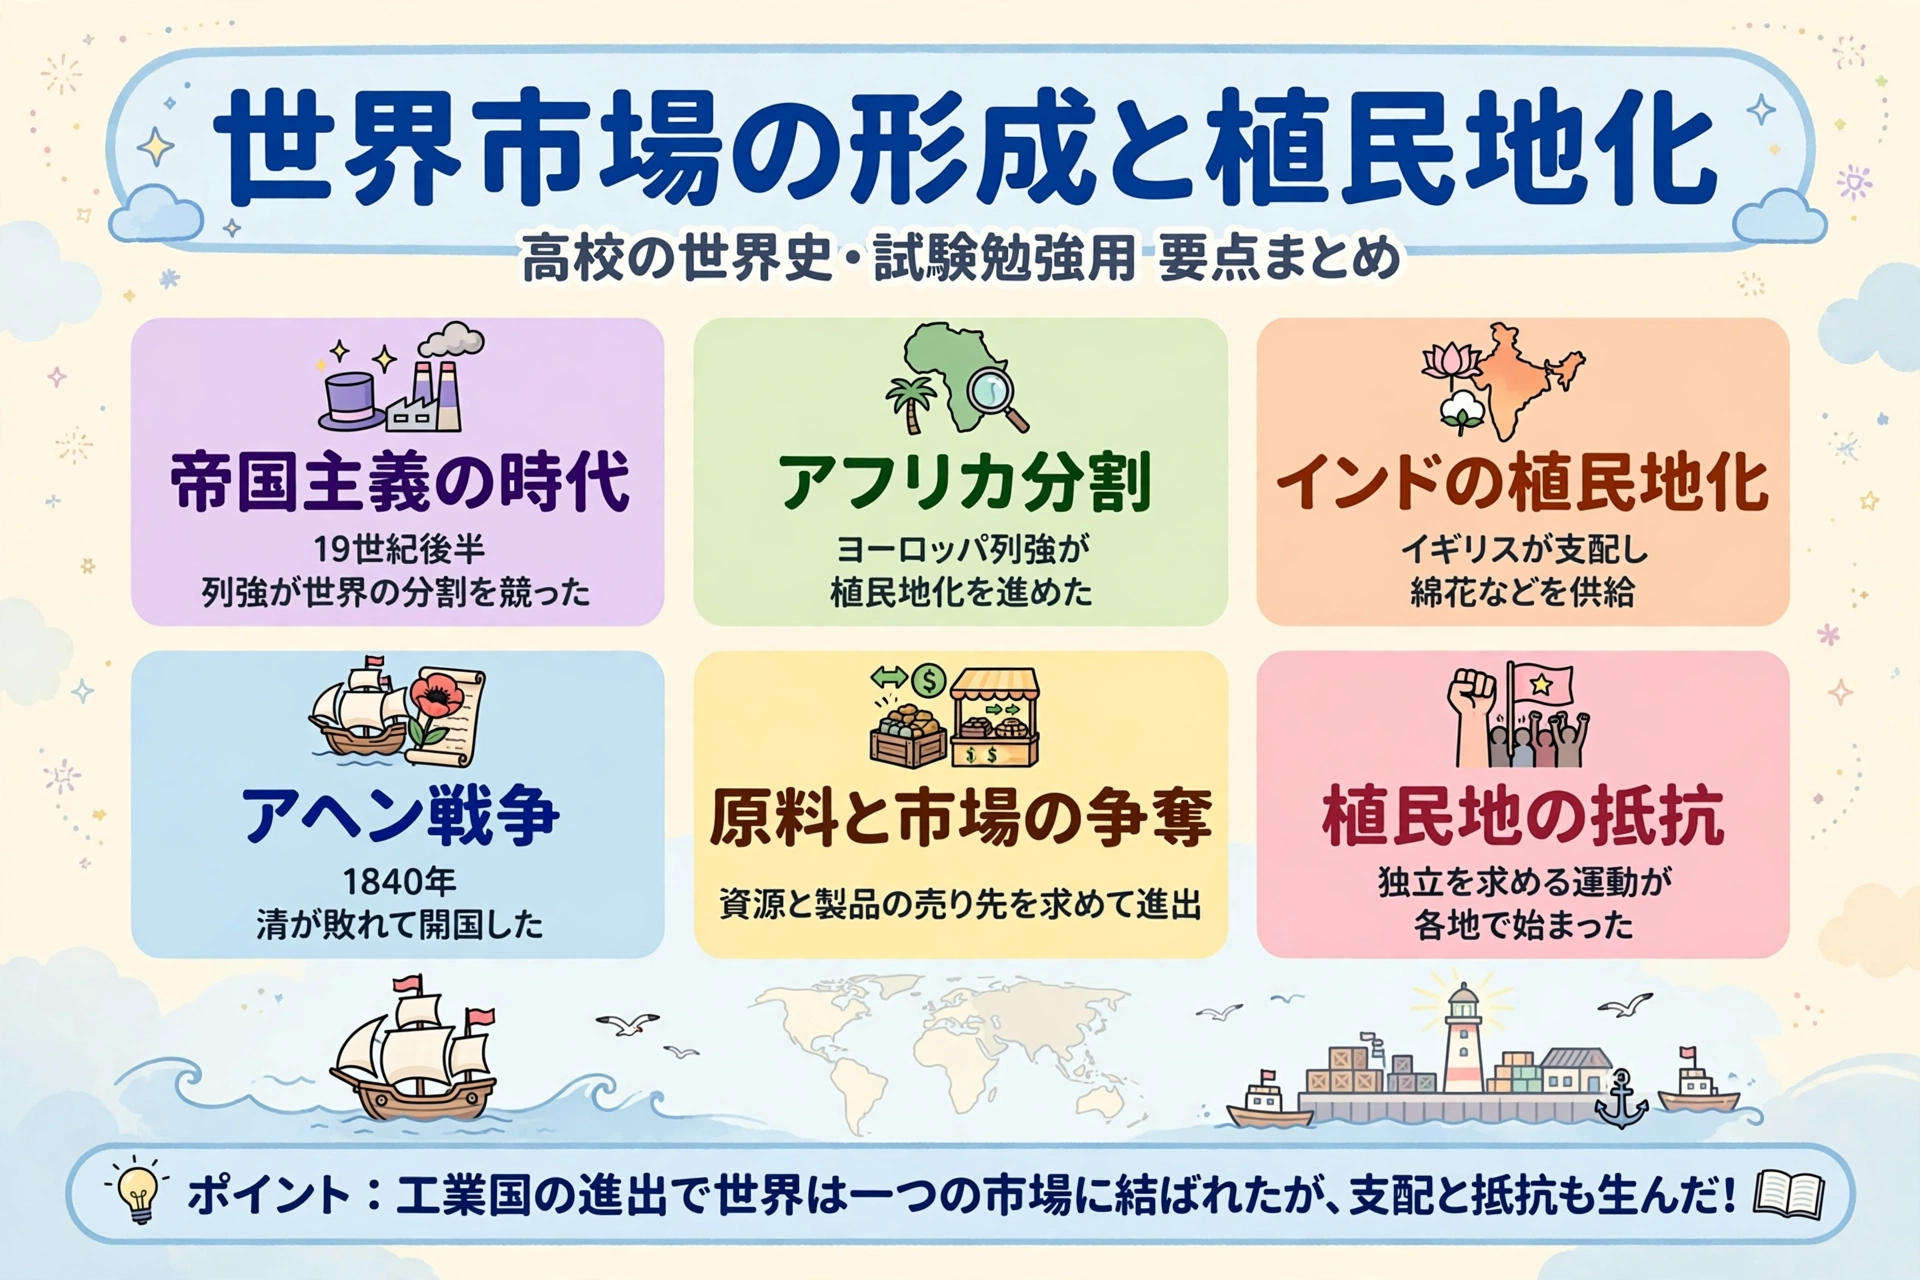 世界市場の形成と植民地化
高校の世界史・試験勉強用 要点まとめ
帝国主義の時代
19世紀後半
列強が世界の分割を競った
アフリカ分割
ヨーロッパ列強が
植民地化を進めた
インドの植民地化
イギリスが支配し
綿花などを供給
アヘン戦争
1840年
清が敗れて開国した
$
$ $
原料と市場の争奪
資源と製品の売り先を求めて進出
植民地の抵抗
独立を求める運動が
各地で始まった
ポイント：工業国の進出で世界は一つの市場に結ばれたが、支配と抵抗も生んだ！